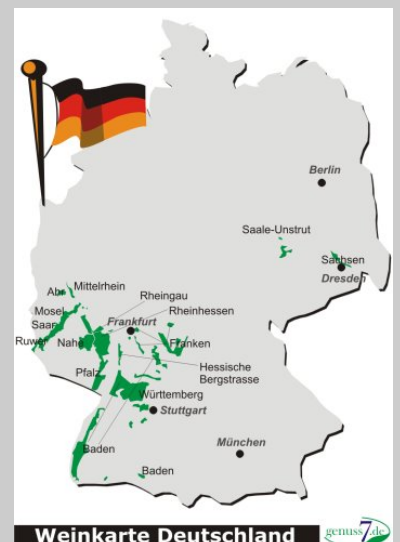 Berlin
Saale-Unstrut
Sachsen
Dresden
Mittelrhein
Ahr
Rheingau
Mosel
Rheinhessen
Saar
Frankfurt
Ruwer
Nahe
Franken
Hessische
Bergstrasse
Pfalz
Württemberg
Stuttgart
München
Baden
Baden
Weinkarte Deutschland
genuss7.de